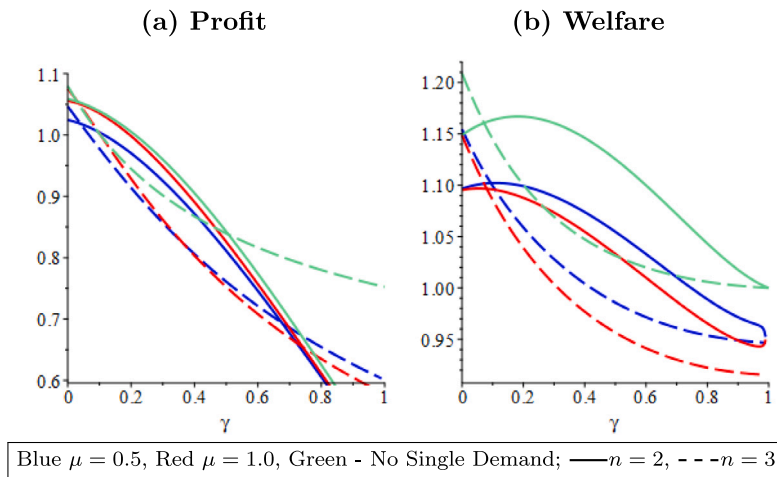 (a) Profit
(b) Welfare
1.1
1.0
0.9
0.8
0.7
0.6
0 0.2 0.4 0.6 0.8 1
γ
1.20
1.15
1.10
1.05
1.00
0.95
0 0.2 0.4 0.6 0.8 1
γ
Blue μ = 0.5, Red μ = 1.0, Green - No Single Demand; n = 2, n = 3